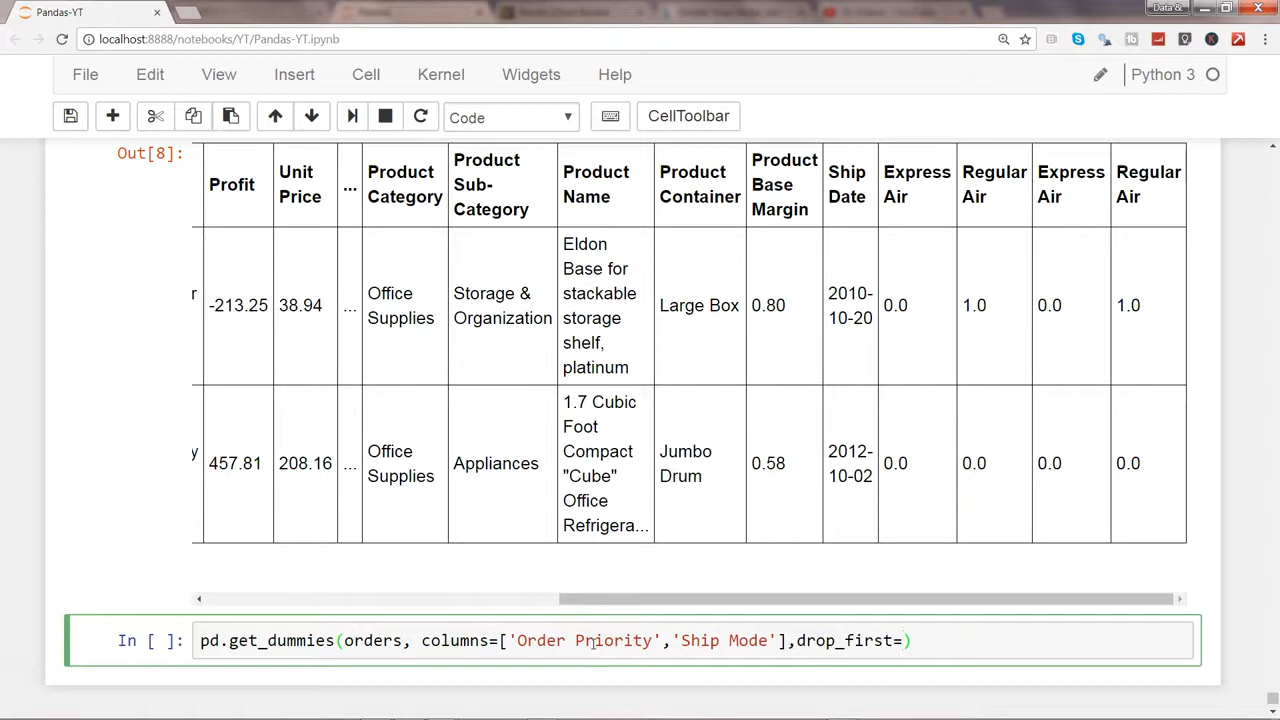 Pandas-YT
Data &
localhost:8888/notebooks/YT/Pandas-YT.ipynb
File Edit View Insert Cell Kernel Widgets Help Python 3
Code CellToolbar
Out[8]:
Profit Unit Price ... Product Category Product Sub-Category Product Name Product Container Product Base Margin Ship Date Express Air Regular Air Express Air Regular Air
r -213.25 38.94 ... Office Supplies Storage & Organization Eldon Base for stackable storage shelf, platinum Large Box 0.80 2010-10-20 0.0 1.0 0.0 1.0
y 457.81 208.16 ... Office Supplies Appliances 1.7 Cubic Foot Compact "Cube" Office Refrigera... Jumbo Drum 0.58 2012-10-02 0.0 0.0 0.0 0.0
In [ ]: pd.get_dummies(orders, columns=['Order Priority','Ship Mode'],drop_first=)